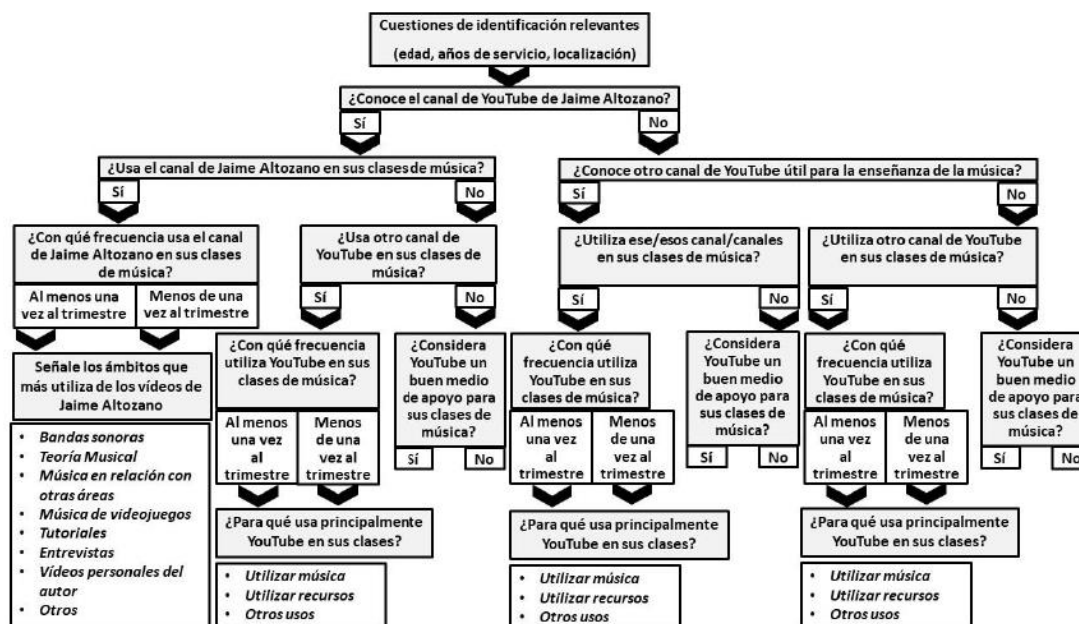 Cuestiones de identificación relevantes
(edad, años de servicio, localización)
¿Conoce el canal de YouTube de Jaime Altozano?
Sí
No
¿Usa el canal de Jaime Altozano en sus clases de música?
Sí
No
¿Conoce otro canal de YouTube útil para la enseñanza de la música?
Sí
No
¿Con qué frecuencia usa el canal
de Jaime Altozano en sus clases
de música?
Al menos una
vez al trimestre
Menos de una
vez al trimestre
Señale los ámbitos que
más utiliza de los vídeos de
Jaime Altozano
• Bandas sonoras
• Teoría Musical
• Música en relación con
otras áreas
• Música de videojuegos
• Tutoriales
• Entrevistas
• Vídeos personales del
autor
• Otros
¿Usa otro canal de
YouTube en sus clases de
música?
Sí
No
¿Con qué frecuencia
utiliza YouTube en sus
clases de música?
Al menos
una vez
al
trimestre
Menos
de una
vez al
trimestre
¿Para qué usa principalmente
YouTube en sus clases?
• Utilizar música
• Utilizar recursos
• Otros usos
¿Considera
YouTube un
buen medio
de apoyo para
sus clases de
música?
Sí
No
¿Utiliza ese/esos canal/canales
en sus clases de música?
Sí
No
¿Con qué
frecuencia utiliza
YouTube en sus
clases de música?
Al menos
una vez
al
trimestre
Menos
de una
vez al
trimestre
¿Para qué usa principalmente
YouTube en sus clases?
• Utilizar música
• Utilizar recursos
• Otros usos
¿Considera
YouTube un
buen medio
de apoyo para
sus clases de
música?
Sí
No
¿Utiliza otro canal de YouTube
en sus clases de música?
Sí
No
¿Con qué
frecuencia utiliza
YouTube en sus
clases de música?
Al menos
una vez
al
trimestre
Menos
de una
vez al
trimestre
¿Para qué usa principalmente
YouTube en sus clases?
• Utilizar música
• Utilizar recursos
• Otros usos
¿Considera
YouTube un
buen medio
de apoyo para
sus clases de
música?
Sí
No